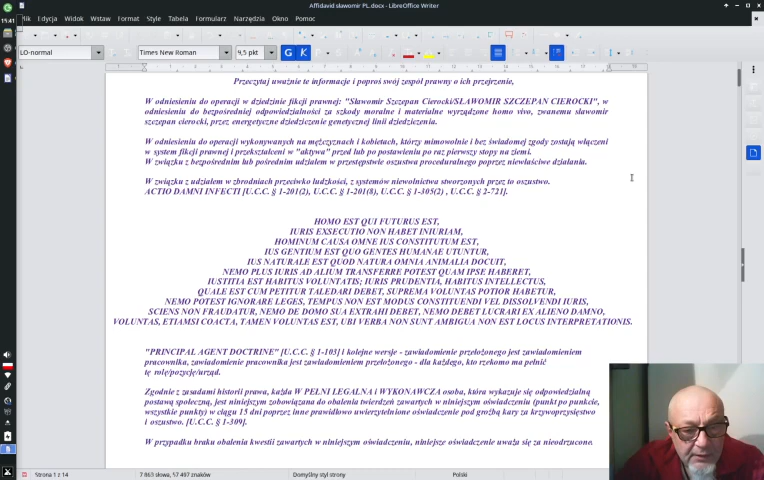 Affidavid sławomir PL.docx - LibreOffice Writer
15:41
Plik Edycja Widok Wstaw Format Style Tabela Formularz Narzędzia Okno Pomoc
LO-normal
Times New Roman
9,5 pkt
G K
Przeczytaj uważnie te informacje i poproś swój zespół prawny o ich przejrzenie,
W odniesieniu do operacji w dziedzinie fikcji prawnej: "Sławomir Szczepan Cierocki/SŁAWOMIR SZCZEPAN CIEROCKI", w
odniesieniu do bezpośredniej odpowiedzialności za szkody moralne i materialne wyrządzone homo vivo, zwanemu sławomir
szczepan cierocki, przez energetyczne dziedziczenie genetycznej linii dziedziczenia.
W odniesieniu do operacji wykonywanych na mężczyznach i kobietach, którzy mimowolnie i bez świadomej zgody zostają włączeni
w system fikcji prawnej i przekształceni w "aktywa" przed lub po postawieniu po raz pierwszy stopy na ziemi.
W związku z bezpośrednim lub pośrednim udziałem w przestępstwie oszustwa proceduralnego poprzez niewłaściwe działania.
W związku z udziałem w zbrodniach przeciwko ludzkości, z systemów niewolnictwa stworzonych przez to oszustwo.
ACTIO DAMNI INFECTI [U.C.C. § 1-201(2), U.C.C. § 1-201(8), U.C.C. § 1-305(2) , U.C.C. § 2-721].
HOMO EST QUI FUTURUS EST,
IURIS EXSECUTIO NON HABET INIURIAM,
HOMINUM CAUSA OMNE IUS CONSTITUTUM EST,
IUS GENTIUM EST QUO GENTES HUMANAE UTUNTUR,
IUS NATURALE EST QUOD NATURA OMNIA ANIMALIA DOCUIT,
NEMO PLUS IURIS AD ALIUM TRANSFERRE POTEST QUAM IPSE HABERET,
IUSTITIA EST HABITUS VOLUNTATIS; IURIS PRUDENTIA, HABITUS INTELLECTUS,
QUALE EST CUM PETITUR TALEDARI DEBET, SUPREMA VOLUNTAS POTIOR HABETUR,
NEMO POTEST IGNORARE LEGES, TEMPUS NON EST MODUS CONSTITUENDI VEL DISSOLVENDI IURIS,
SCIENS NON FRAUDATUR, NEMO DE DOMO SUA EXTRAHI DEBET, NEMO DEBET LUCRARI EX ALIENO DAMNO,
VOLUNTAS, ETIAMSI COACTA, TAMEN VOLUNTAS EST, UBI VERBA NON SUNT AMBIGUA NON EST LOCUS INTERPRETATIONIS.
"PRINCIPAL AGENT DOCTRINE" [U.C.C. § 1-103] i kolejne wersje - zawiadomienie przełożonego jest zawiadomieniem
pracownika, zawiadomienie pracownika jest zawiadomieniem przełożonego - dla każdego, kto rzekomo ma pełnić
tę rolę/pozycję/urząd.
Zgodnie z zasadami historii prawa, każda W PEŁNI LEGALNA i WYKONAWCZA osoba, która wykazuje się odpowiedzialną
postawą społeczną, jest niniejszym zobowiązana do obalenia twierdzeń zawartych w niniejszym oświadczeniu (punkt po punkcie,
wszystkie punkty) w ciągu 15 dni poprzez inne prawidłowo uwierzytelnione oświadczenie pod groźbą kary za krzywoprzysięstwo
i oszustwo. [U.C.C. § 1-309].
W przypadku braku obalenia kwestii zawartych w niniejszym oświadczeniu, niniejsze oświadczenie uważa się za nieodrzucone.
Strona 1 z 14
7 663 słowa, 57 497 znaków
Domyślny styl strony
Polski